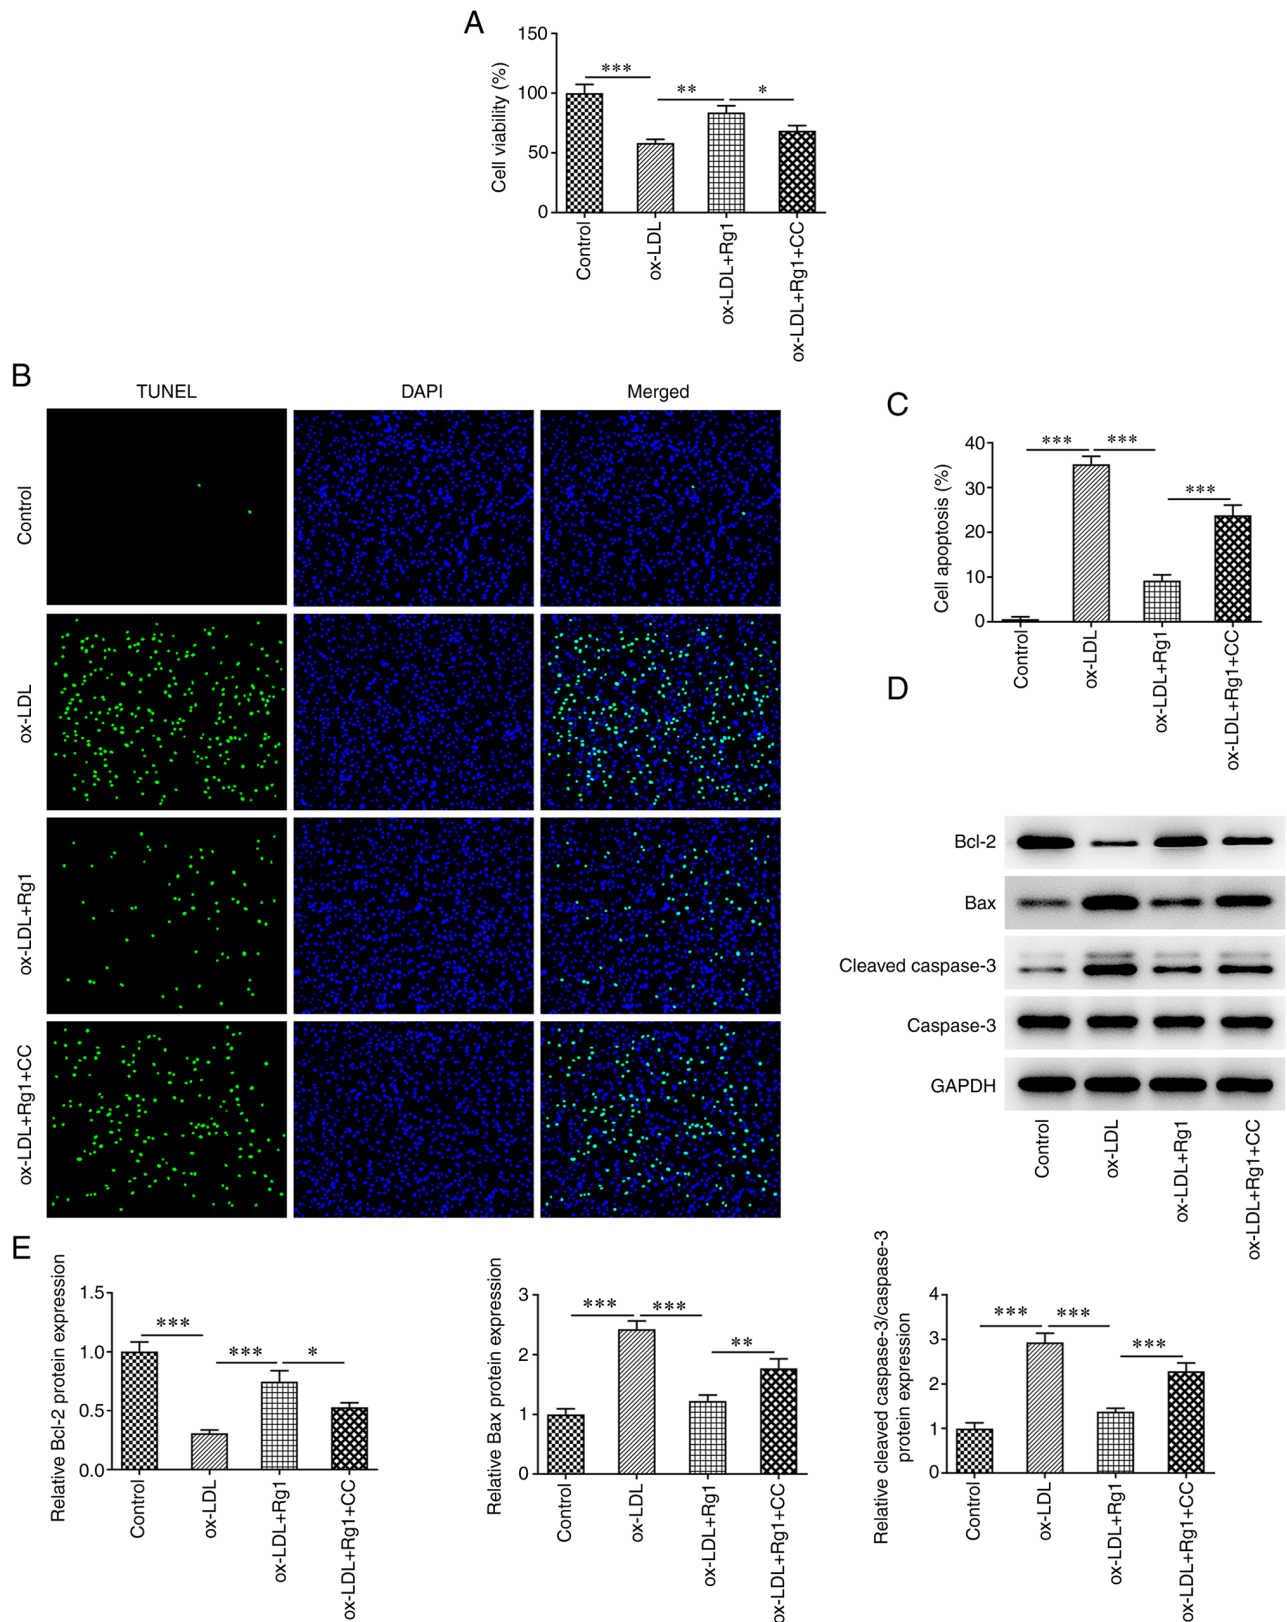 A
150
100
50
0
Cell viability (%)
***
**
*
Control
ox-LDL
ox-LDL+Rg1
ox-LDL+Rg1+CC
B
TUNEL
DAPI
Merged
Control
ox-LDL
ox-LDL+Rg1
ox-LDL+Rg1+CC
C
40
30
20
10
0
Cell apoptosis (%)
***
***
***
Control
ox-LDL
ox-LDL+Rg1
ox-LDL+Rg1+CC
D
Bcl-2
Bax
Cleaved caspase-3
Caspase-3
GAPDH
Control
ox-LDL
ox-LDL+Rg1
ox-LDL+Rg1+CC
E
1.5
1.0
0.5
0.0
Relative Bcl-2 protein expression
***
***
*
Control
ox-LDL
ox-LDL+Rg1
ox-LDL+Rg1+CC
3
2
1
0
Relative Bax protein expression
***
***
**
Control
ox-LDL
ox-LDL+Rg1
ox-LDL+Rg1+CC
4
3
2
1
0
Relative cleaved caspase-3/caspase-3
protein expression
***
***
***
Control
ox-LDL
ox-LDL+Rg1
ox-LDL+Rg1+CC